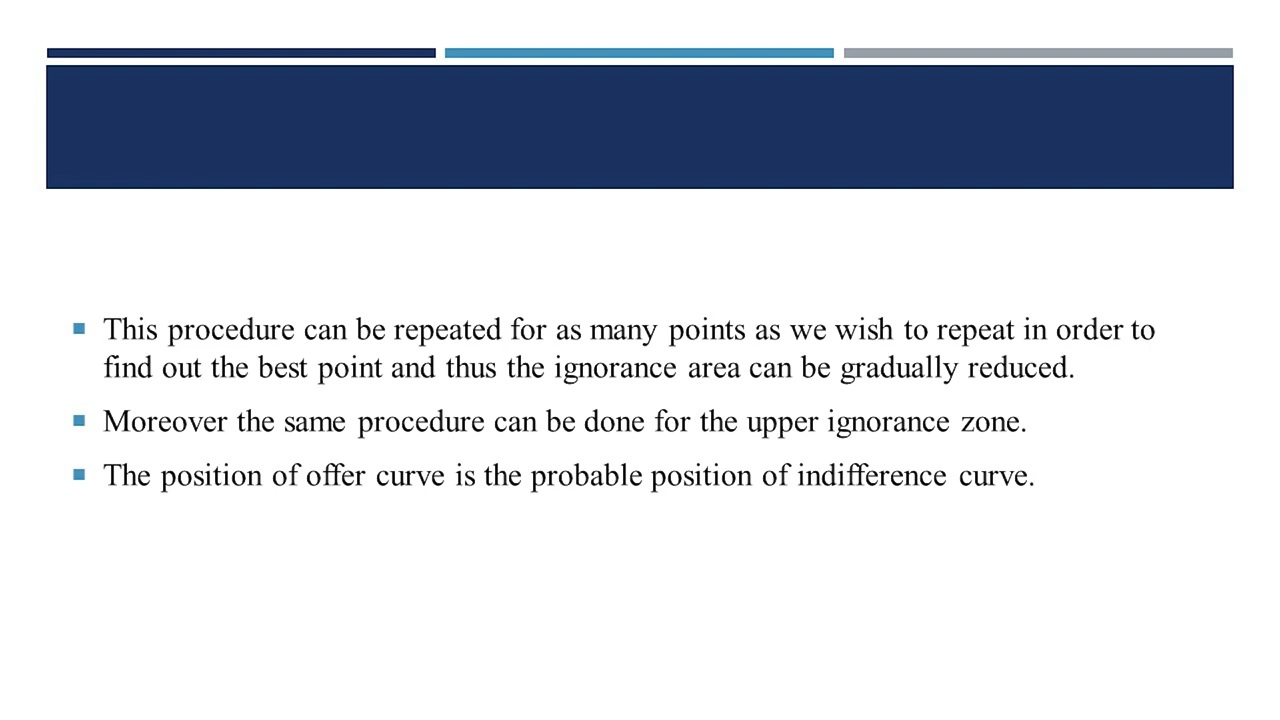 This procedure can be repeated for as many points as we wish to repeat in order to
find out the best point and thus the ignorance area can be gradually reduced.
Moreover the same procedure can be done for the upper ignorance zone.
The position of offer curve is the probable position of indifference curve.